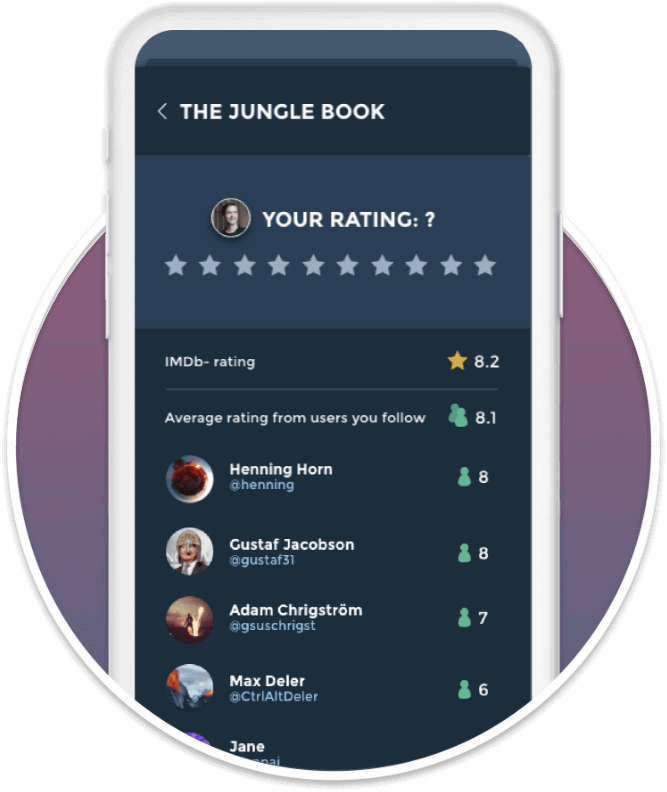 THE JUNGLE BOOK
YOUR RATING: ?
IMDb- rating 8.2
Average rating from users you follow 8.1
Henning Horn
@henning
8
Gustaf Jacobson
@gustaf31
8
Adam Chrigström
@gsuschrigst
7
Max Deler
@CtrlAltDeler
6
Jane